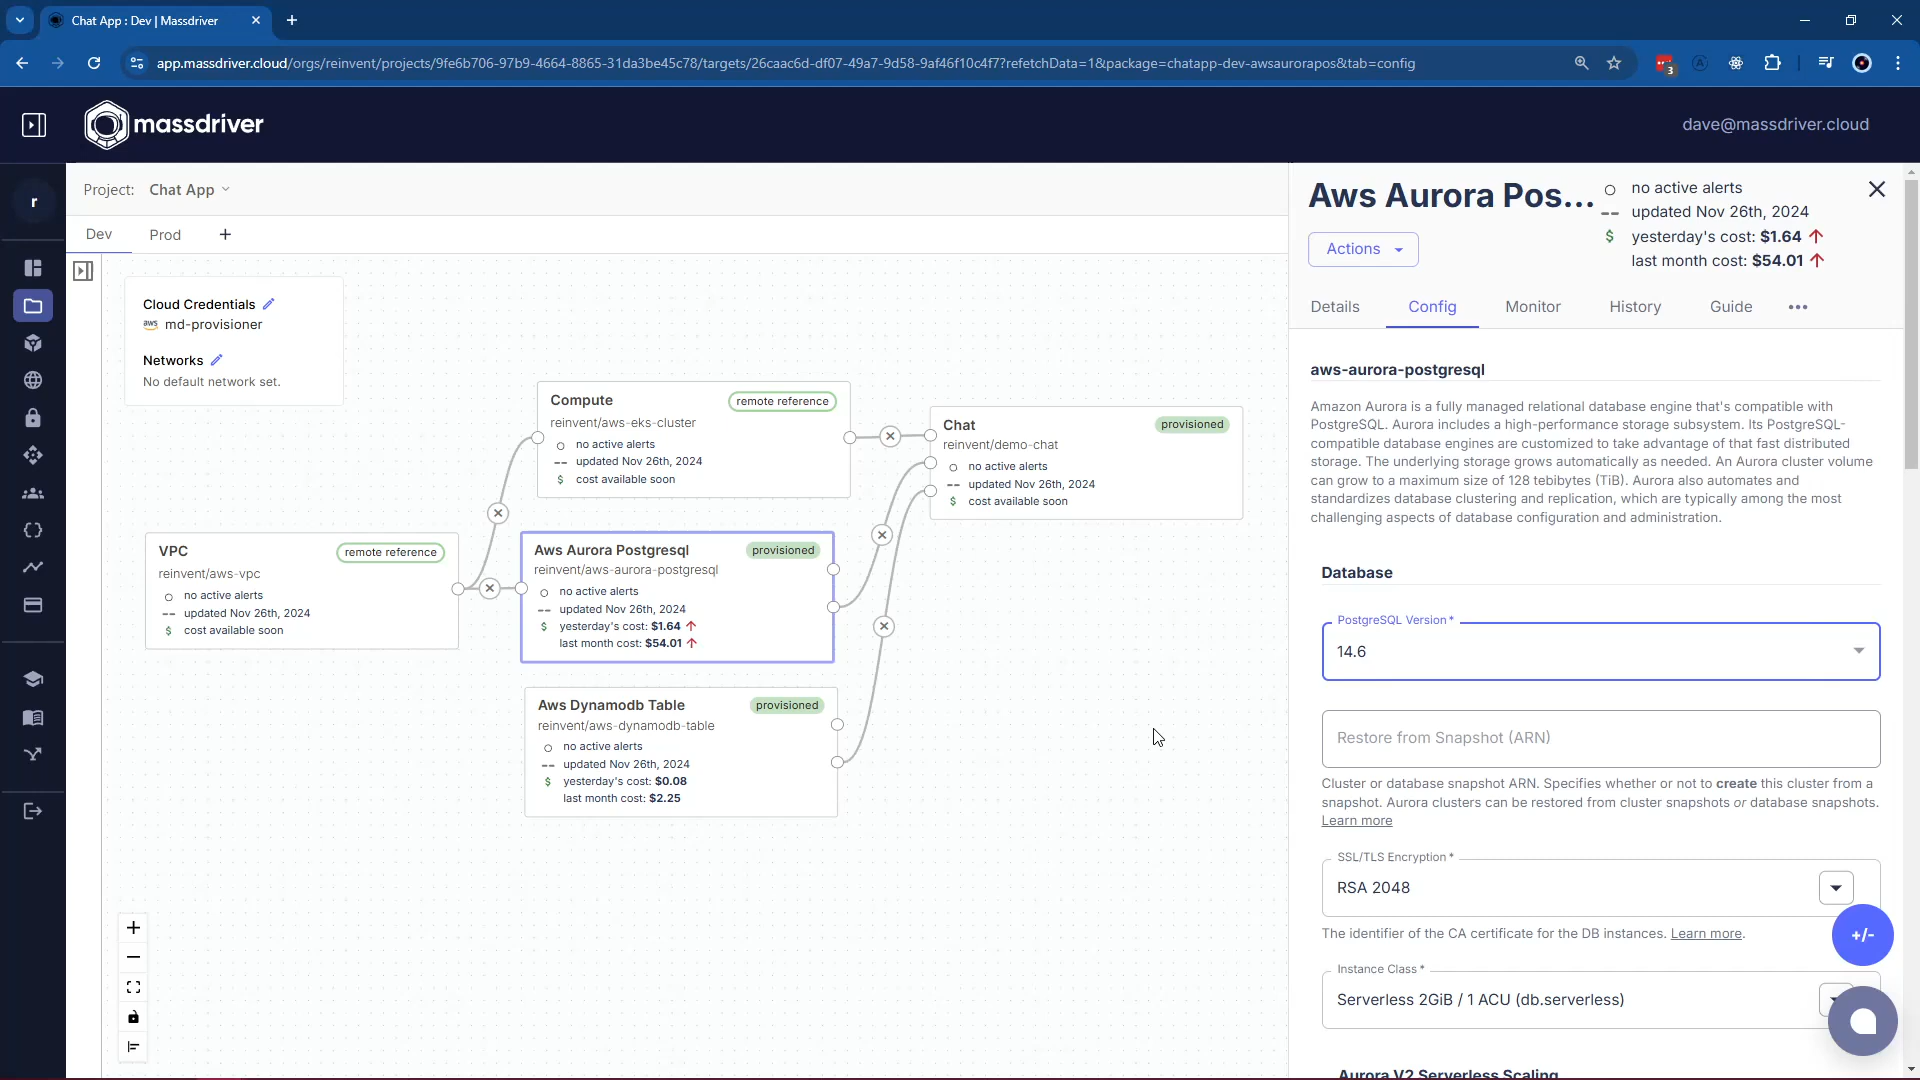 Chat App : Dev | Massdriver
app.massdriver.cloud/orgs/reinvent/projects/9fe6b706-97b9-4664-8865-31da3be45c78/targets/26caac6d-df07-49a7-9d58-9af46f10c4f7?refetchData=1&package=chatapp-dev-awsaurorapos&tab=config
3
massdriver
dave@massdriver.cloud
r
Project: Chat App
Dev
Prod
+
Cloud Credentials
aws md-provisioner
Networks
No default network set.
VPC
remote reference
reinvent/aws-vpc
no active alerts
updated Nov 26th, 2024
$ cost available soon
Compute
remote reference
reinvent/aws-eks-cluster
no active alerts
updated Nov 26th, 2024
$ cost available soon
Aws Aurora Postgresql
provisioned
reinvent/aws-aurora-postgresql
no active alerts
updated Nov 26th, 2024
$ yesterday's cost: $1.64
last month cost: $54.01
Aws Dynamodb Table
provisioned
reinvent/aws-dynamodb-table
no active alerts
updated Nov 26th, 2024
$ yesterday's cost: $0.08
last month cost: $2.25
Chat
provisioned
reinvent/demo-chat
no active alerts
updated Nov 26th, 2024
$ cost available soon
Aws Aurora Pos...
no active alerts
updated Nov 26th, 2024
$ yesterday's cost: $1.64
last month cost: $54.01
Actions
Details
Config
Monitor
History
Guide
aws-aurora-postgresql
Amazon Aurora is a fully managed relational database engine that's compatible with
PostgreSQL. Aurora includes a high-performance storage subsystem. Its PostgreSQL-
compatible database engines are customized to take advantage of that fast distributed
storage. The underlying storage grows automatically as needed. An Aurora cluster volume
can grow to a maximum size of 128 tebibytes (TiB). Aurora also automates and
standardizes database clustering and replication, which are typically among the most
challenging aspects of database configuration and administration.
Database
PostgreSQL Version *
14.6
Restore from Snapshot (ARN)
Cluster or database snapshot ARN. Specifies whether or not to create this cluster from a
snapshot. Aurora clusters can be restored from cluster snapshots or database snapshots.
Learn more
SSL/TLS Encryption *
RSA 2048
The identifier of the CA certificate for the DB instances. Learn more.
+/-
Instance Class *
Serverless 2GiB / 1 ACU (db.serverless)
Aurora V2 Serverless Scaling